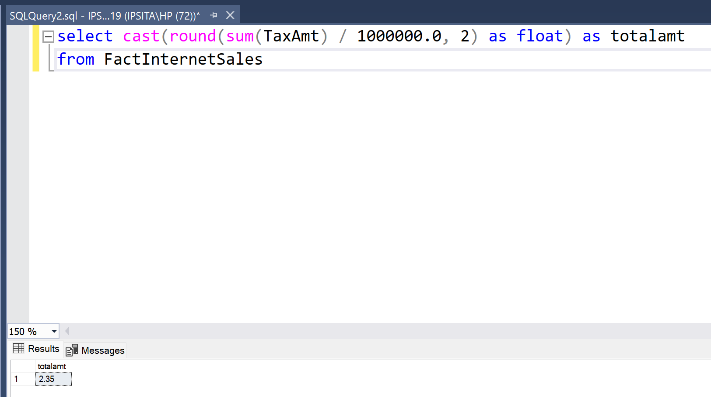 SQLQuery2.sql - IPS...19 (IPSITA\HP (72))*
select cast(round(sum(TaxAmt) / 1000000.0, 2) as float) as totalamt
from FactInternetSales
150 %
Results Messages
totalamt
1 2.35